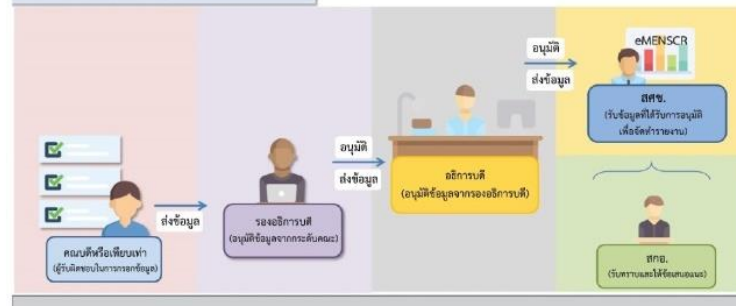 ส่งข้อมูล
คณบดีหรือเทียบเท่า
(ผู้รับผิดชอบในการกรอกข้อมูล)
รองอธิการบดี
(อนุมัติข้อมูลจากระดับคณะ)
อนุมัติ
ส่งข้อมูล
อธิการบดี
(อนุมัติข้อมูลจากรองอธิการบดี)
อนุมัติ
ส่งข้อมูล
eMENSCR
สศช.
(รับข้อมูลที่ได้รับการอนุมัติ
เพื่อจัดทำรายงาน)
สกอ.
(รับทราบและให้ข้อเสนอแนะ)